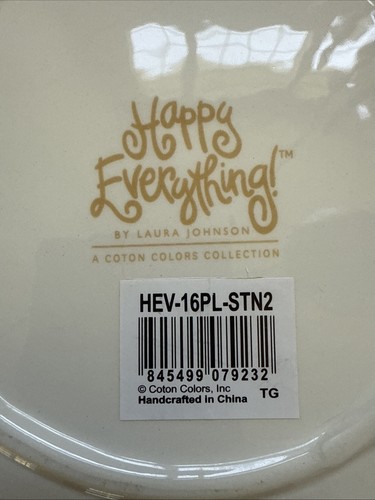 Happy
Everything!™
BY LAURA JOHNSON
A COTON COLORS COLLECTION
HEV-16PL-STN2
845499 079232
© Coton Colors, Inc
Handcrafted in China TG